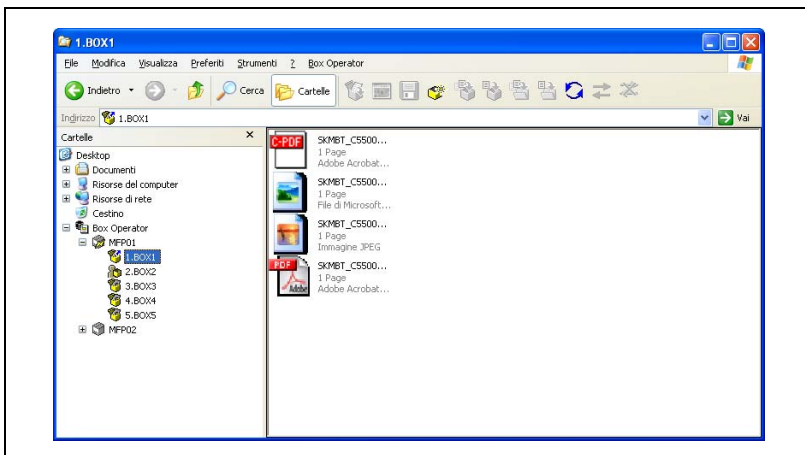 1.BOX1
File Modifica Visualizza Preferiti Strumenti ? Box Operator
Indietro Cerca Cartelle
Indirizzo 1.BOX1 Vai
Cartelle
Desktop
Documenti
Risorse del computer
Risorse di rete
Cestino
Box Operator
MFP01
1.BOX1
2.BOX2
3.BOX3
4.BOX4
5.BOX5
MFP02
C-PDF
SKMBT_C5500...
1 Page
Adobe Acrobat...
SKMBT_C5500...
1 Page
File di Microsoft...
SKMBT_C5500...
1 Page
Immagine JPEG
PDF
Adobe
SKMBT_C5500...
1 Page
Adobe Acrobat...